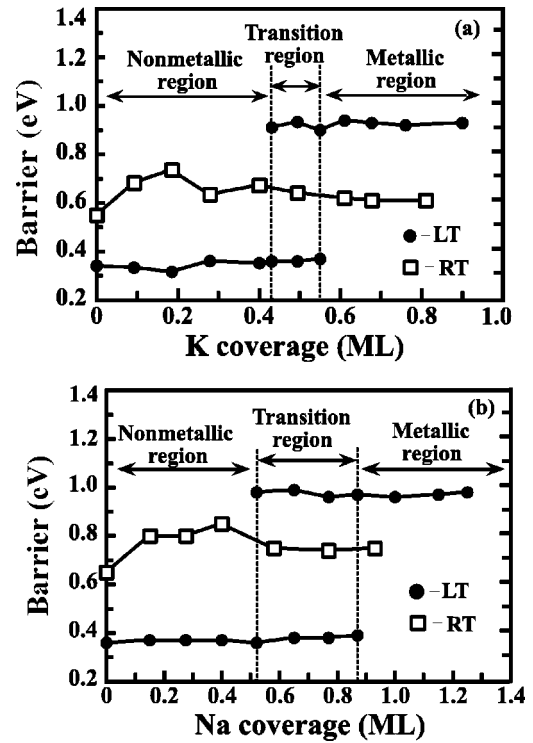 (a)
Transition
region
Nonmetallic
region
Metallic
region
1.4
1.2
1.0
0.8
0.6
0.4
0.2
Barrier (eV)
-LT
-RT
0 0.2 0.4 0.6 0.8 1.0
K coverage (ML)
(b)
Transition
region
Nonmetallic
region
Metallic
region
1.4
1.2
1.0
0.8
0.6
0.4
0.2
Barrier (eV)
-LT
-RT
0 0.2 0.4 0.6 0.8 1.0 1.2 1.4
Na coverage (ML)